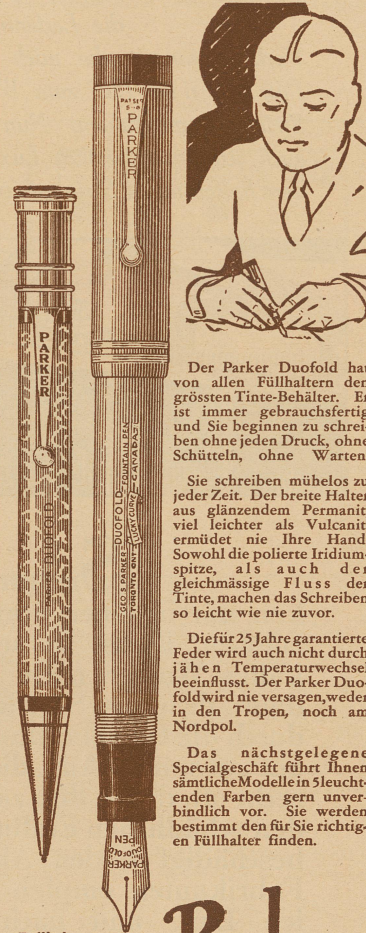 PARKER
PARKER
PARKER DUOFOLD
GEO. S. PARKER DUOFOLD FOUNTAIN PEN
LUCKY CURVE
TORONTO ONT. CANADA
PARKER
DUOFOLD
PEN
Der Parker Duofold hat
von allen Füllhaltern den
grössten Tinte-Behälter. Er
ist immer gebrauchsfertig
und Sie beginnen zu schrei-
ben ohne jeden Druck, ohne
Schütteln, ohne Warten
Sie schreiben mühelos zu
jeder Zeit. Der breite Halter
aus glänzendem Permanit
viel leichter als Vulcanit
ermüdet nie Ihre Hand
Sowohl die polierte Iridium-
spitze, als auch der
gleichmässige Fluss der
Tinte, machen das Schreiben
so leicht wie nie zuvor.
Die für 25 Jahre garantierte
Feder wird auch nicht durch
jähen Temperaturwechsel
beeinflusst. Der Parker Duo-
fold wird nie versagen, weder
in den Tropen, noch am
Nordpol.
Das nächstgelegene
Specialgeschäft führt Ihnen
sämtliche Modelle in 5 leucht-
enden Farben gern unver-
bindlich vor. Sie werden
bestimmt den für Sie richtig-
en Füllhalter finden.